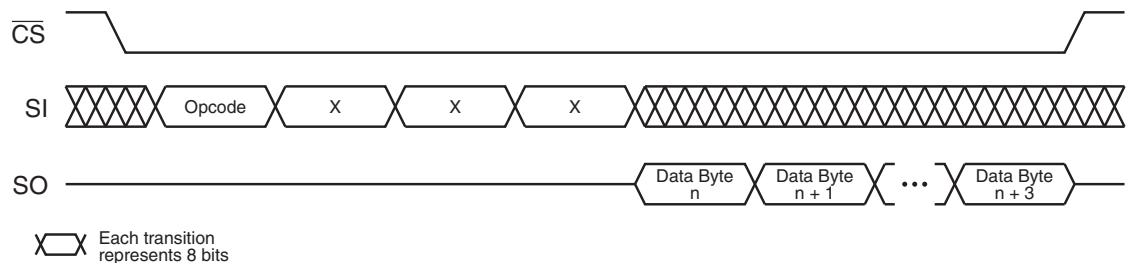 CS
SI
Opcode
X
X
X
SO
Data Byte
n
Data Byte
n + 1
•••
Data Byte
n + 3
Each transition
represents 8 bits